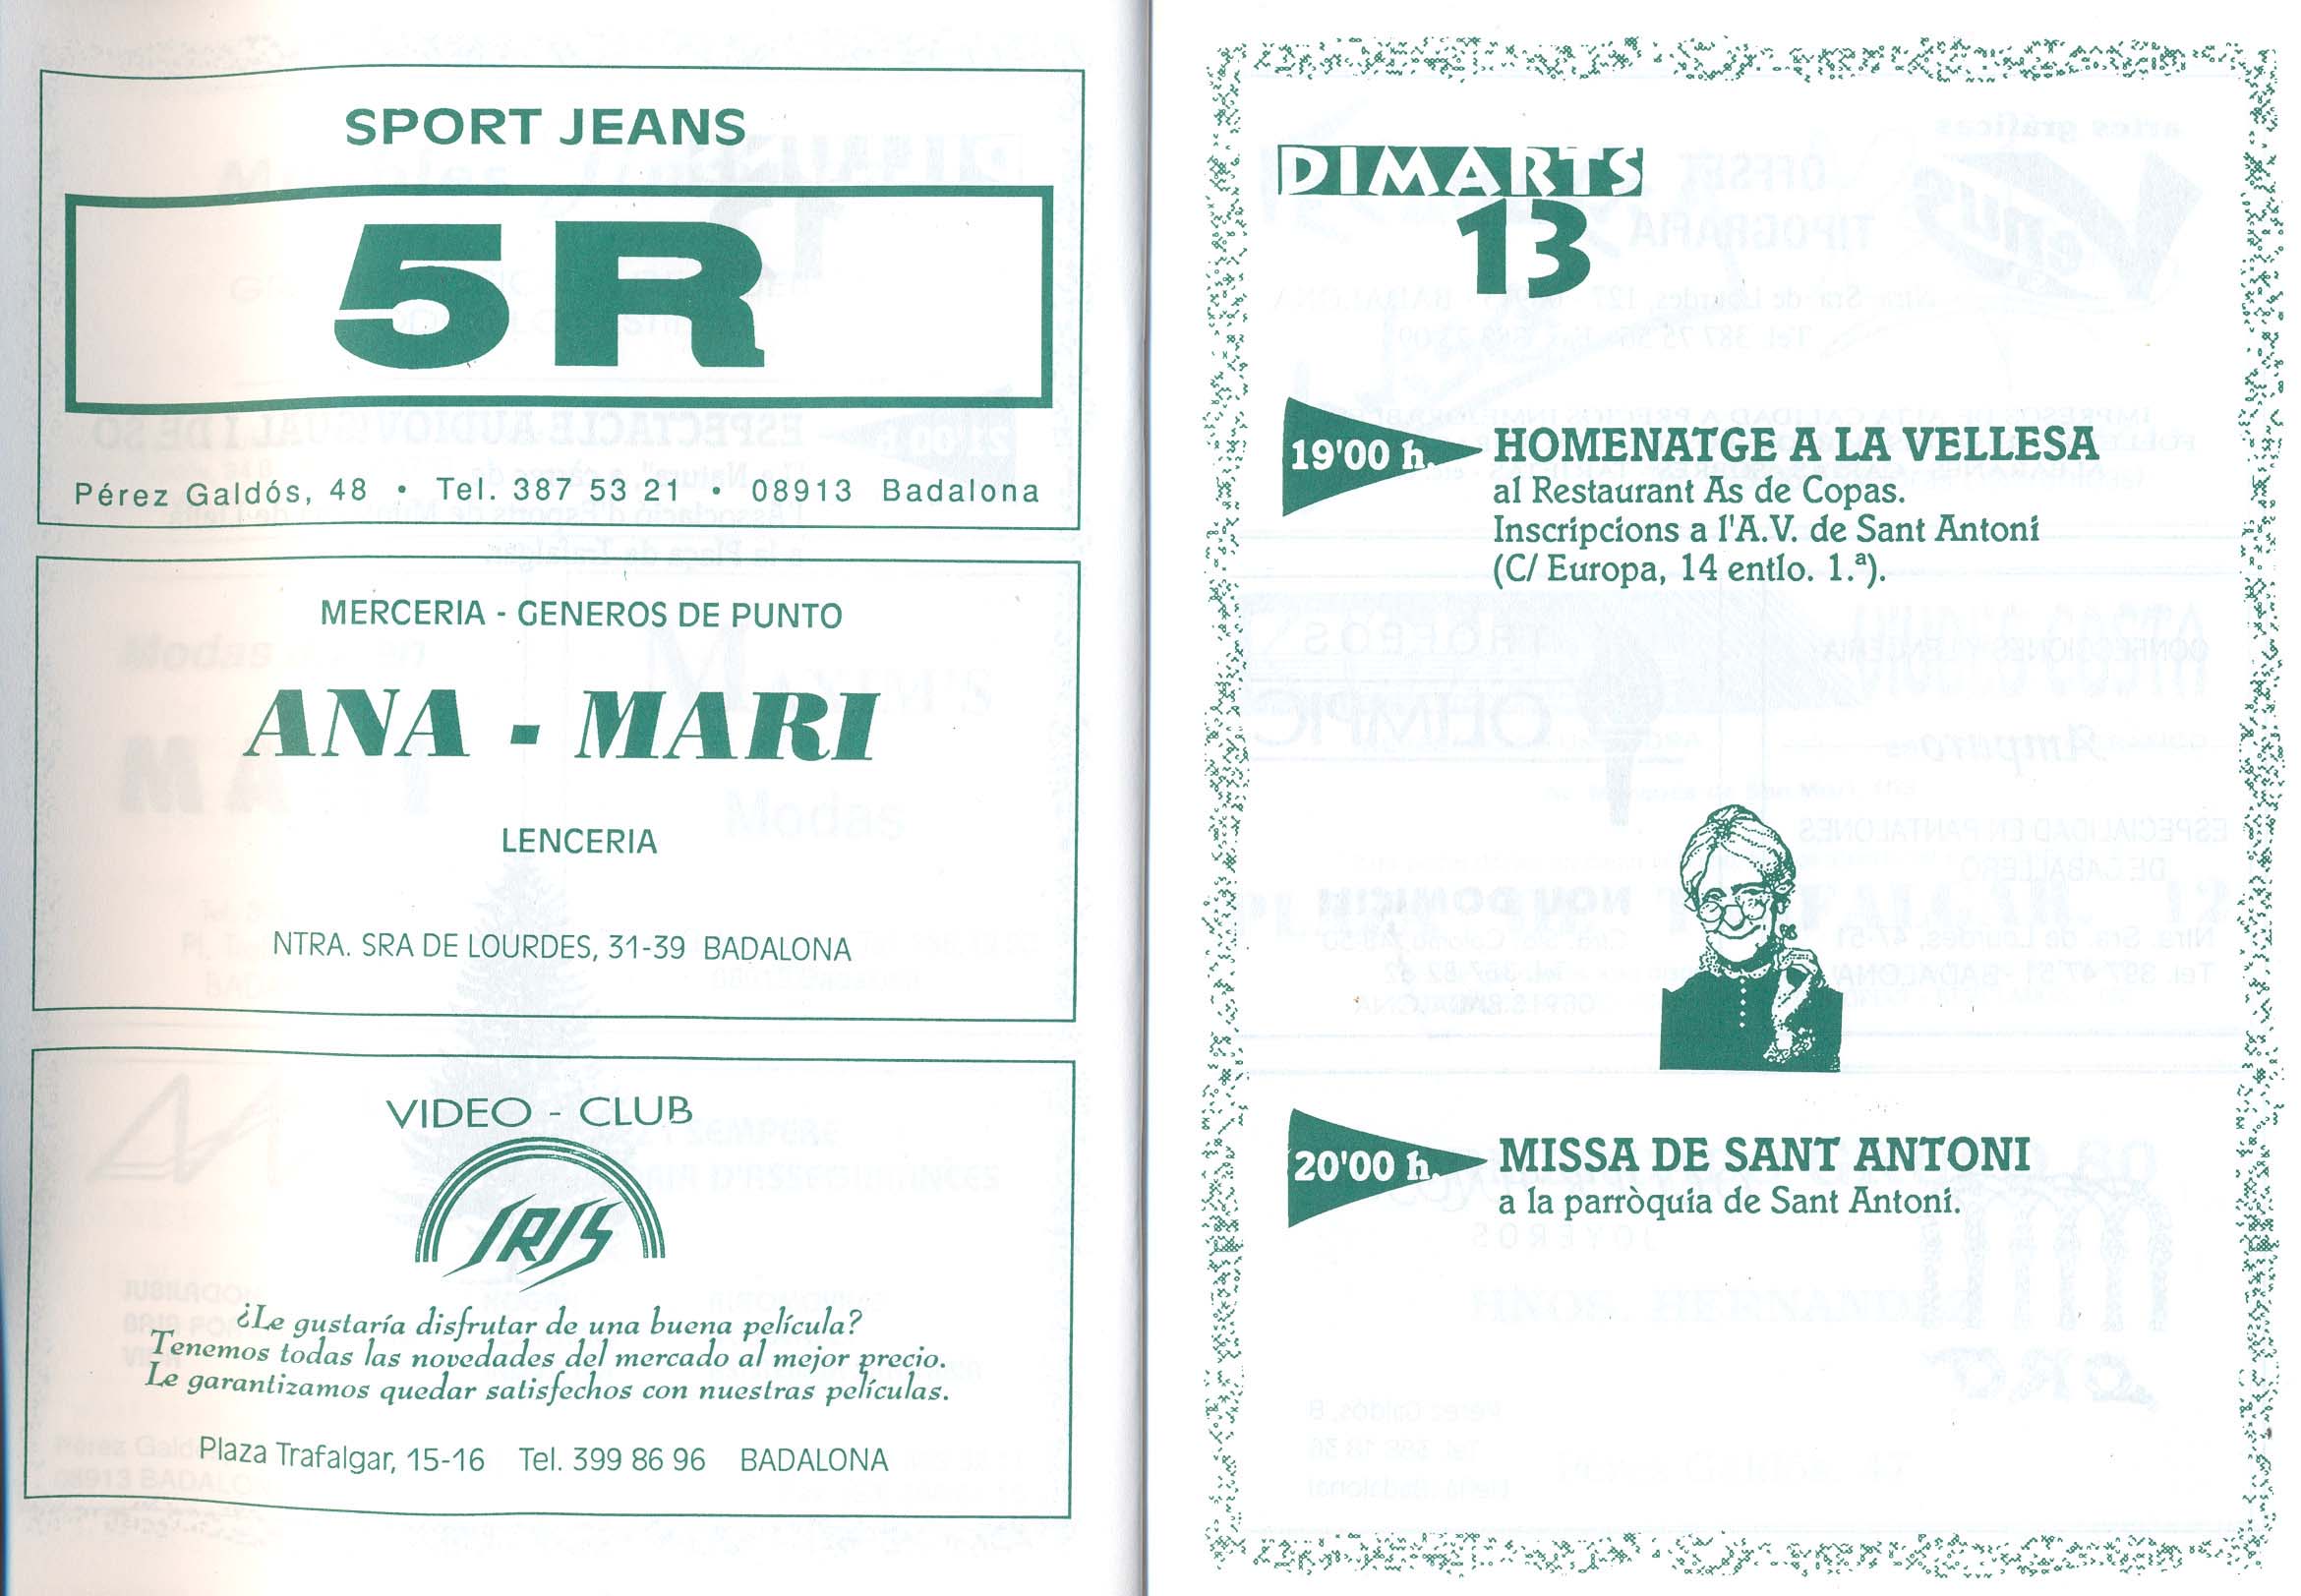 SPORT JEANS
5R
Pérez Galdós, 48 • Tel. 387 53 21 • 08913 Badalona
MERCERIA - GENEROS DE PUNTO
ANA - MARI
LENCERIA
NTRA. SRA DE LOURDES, 31-39 BADALONA
VIDEO - CLUB
IRIS
¿Le gustaría disfrutar de una buena película?
Tenemos todas las novedades del mercado al mejor precio.
Le garantizamos quedar satisfechos con nuestras películas.
Plaza Trafalgar, 15-16 Tel. 399 86 96 BADALONA
DIMARTS
13
19'00 h. HOMENATGE A LA VELLESA
al Restaurant As de Copas.
Inscripcions a l'A.V. de Sant Antoni
(C/ Europa, 14 entlo. 1.ª).
20'00 h. MISSA DE SANT ANTONI
a la parròquia de Sant Antoni.